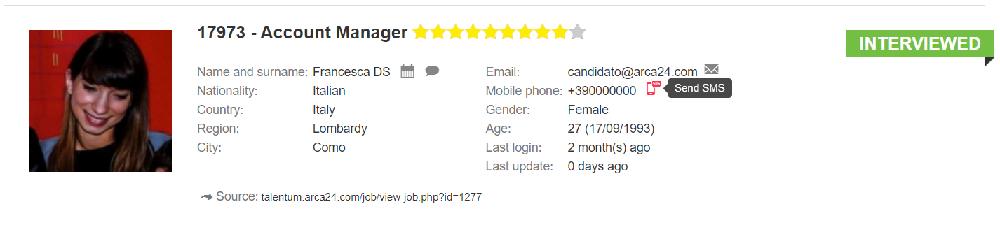 17973 - Account Manager
INTERVIEWED
Name and surname: Francesca DS
Nationality: Italian
Country: Italy
Region: Lombardy
City: Como
Email: candidato@arca24.com
Mobile phone: +390000000 SMS Send SMS
Gender: Female
Age: 27 (17/09/1993)
Last login: 2 month(s) ago
Last update: 0 days ago
Source: talentum.arca24.com/job/view-job.php?id=1277